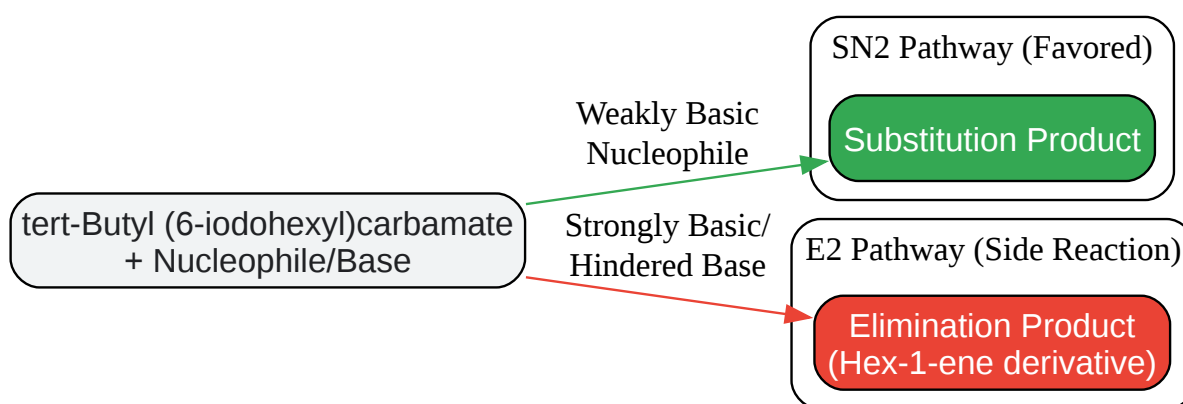 SN2 Pathway (Favored)
Substitution Product
Weakly Basic
Nucleophile
tert-Butyl (6-iodohexyl)carbamate
+ Nucleophile/Base
Strongly Basic/
Hindered Base
E2 Pathway (Side Reaction)
Elimination Product
(Hex-1-ene derivative)